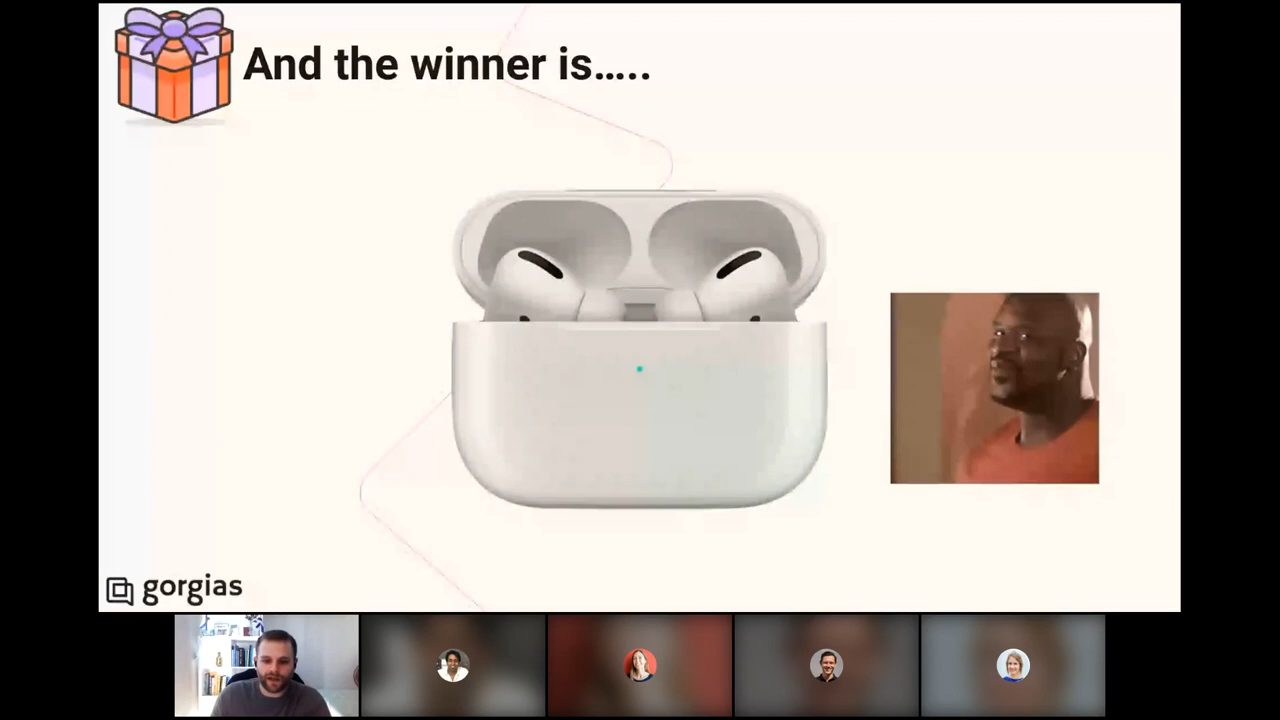 And the winner is.....
gorgias